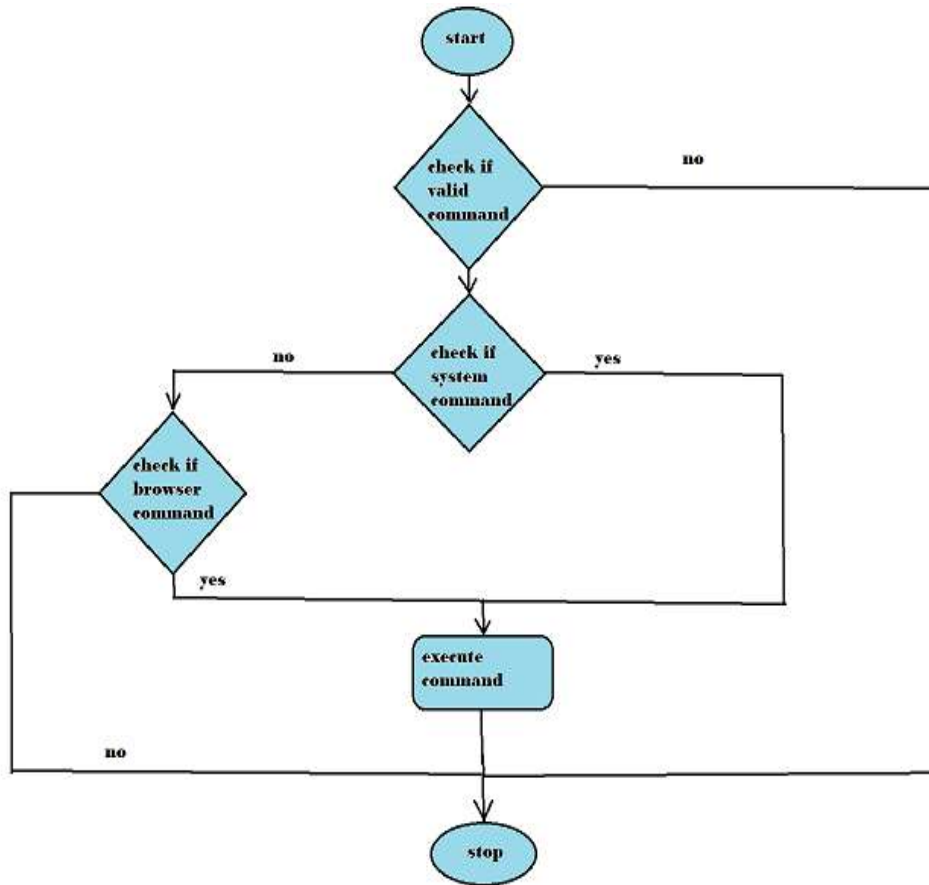 start
no
check if
valid
command
no
check if
system
command
yes
check if
browser
command
yes
execute
command
no
stop